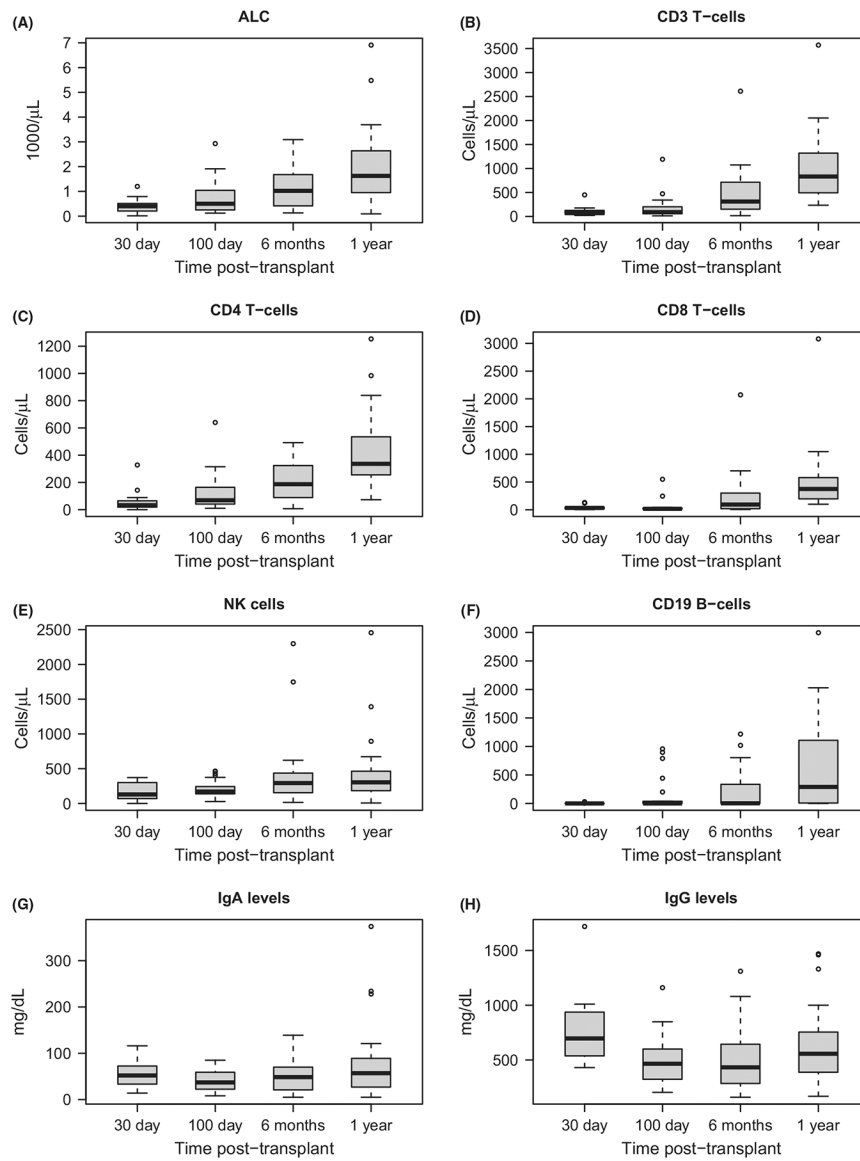 (A) ALC
7
6
5
4
3
2
1
0
1000/µL
30 day 100 day 6 months 1 year
Time post−transplant
(B) CD3 T−cells
3500
3000
2500
2000
1500
1000
500
0
Cells/µL
30 day 100 day 6 months 1 year
Time post−transplant
(C) CD4 T−cells
1200
1000
800
600
400
200
0
Cells/µL
30 day 100 day 6 months 1 year
Time post−transplant
(D) CD8 T−cells
3000
2500
2000
1500
1000
500
0
Cells/µL
30 day 100 day 6 months 1 year
Time post−transplant
(E) NK cells
2500
2000
1500
1000
500
0
Cells/µL
30 day 100 day 6 months 1 year
Time post−transplant
(F) CD19 B−cells
3000
2500
2000
1500
1000
500
0
Cells/µL
30 day 100 day 6 months 1 year
Time post−transplant
(G) IgA levels
300
200
100
50
0
mg/dL
30 day 100 day 6 months 1 year
Time post−transplant
(H) IgG levels
1500
1000
500
mg/dL
30 day 100 day 6 months 1 year
Time post−transplant